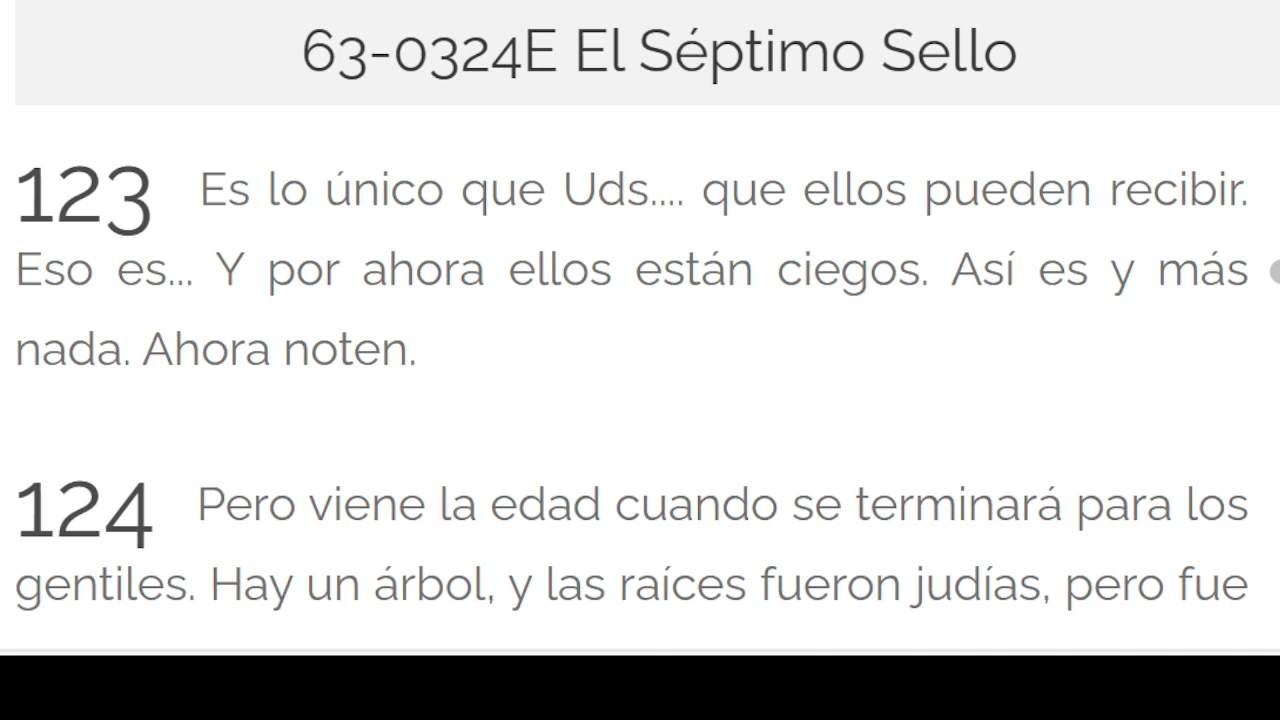 63-0324E El Séptimo Sello
123 Es lo único que Uds.... que ellos pueden recibir.
Eso es... Y por ahora ellos están ciegos. Así es y más
nada. Ahora noten.
124 Pero viene la edad cuando se terminará para los
gentiles. Hay un árbol, y las raíces fueron judías, pero fue